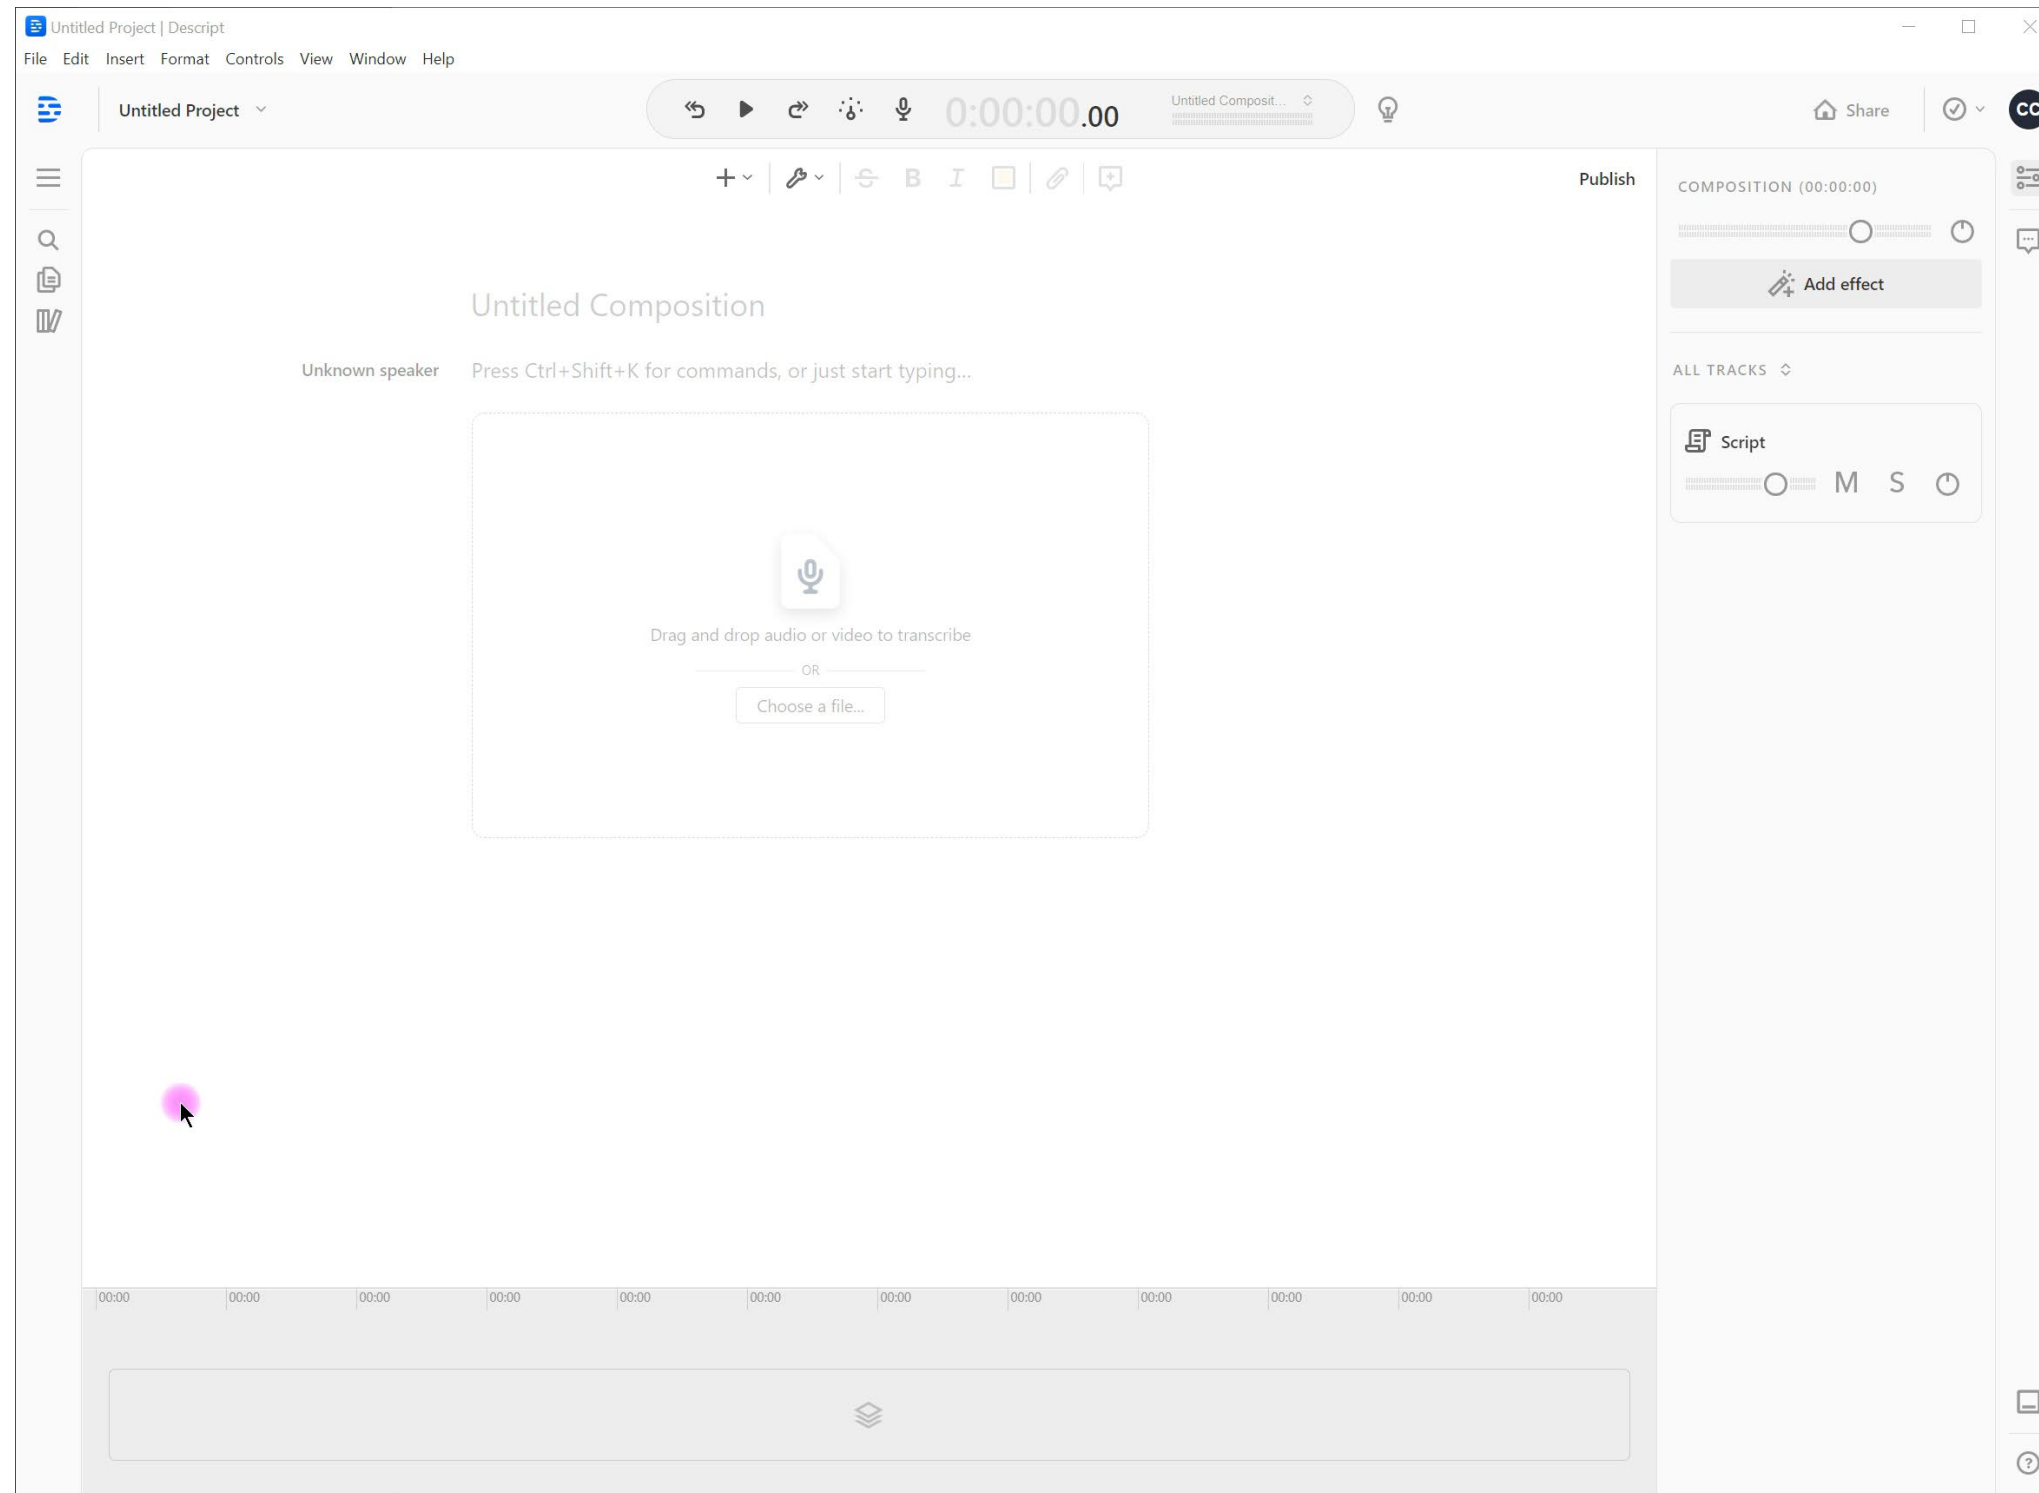 Untitled Project | Descript
File Edit Insert Format Controls View Window Help
Untitled Project
0:00:00.00
Untitled Composit...
Share
CC
Publish
COMPOSITION (00:00:00)
Add effect
Untitled Composition
Unknown speaker
Press Ctrl+Shift+K for commands, or just start typing...
ALL TRACKS
Script
M S
Drag and drop audio or video to transcribe
OR
Choose a file...
00:00 00:00 00:00 00:00 00:00 00:00 00:00 00:00 00:00 00:00 00:00 00:00